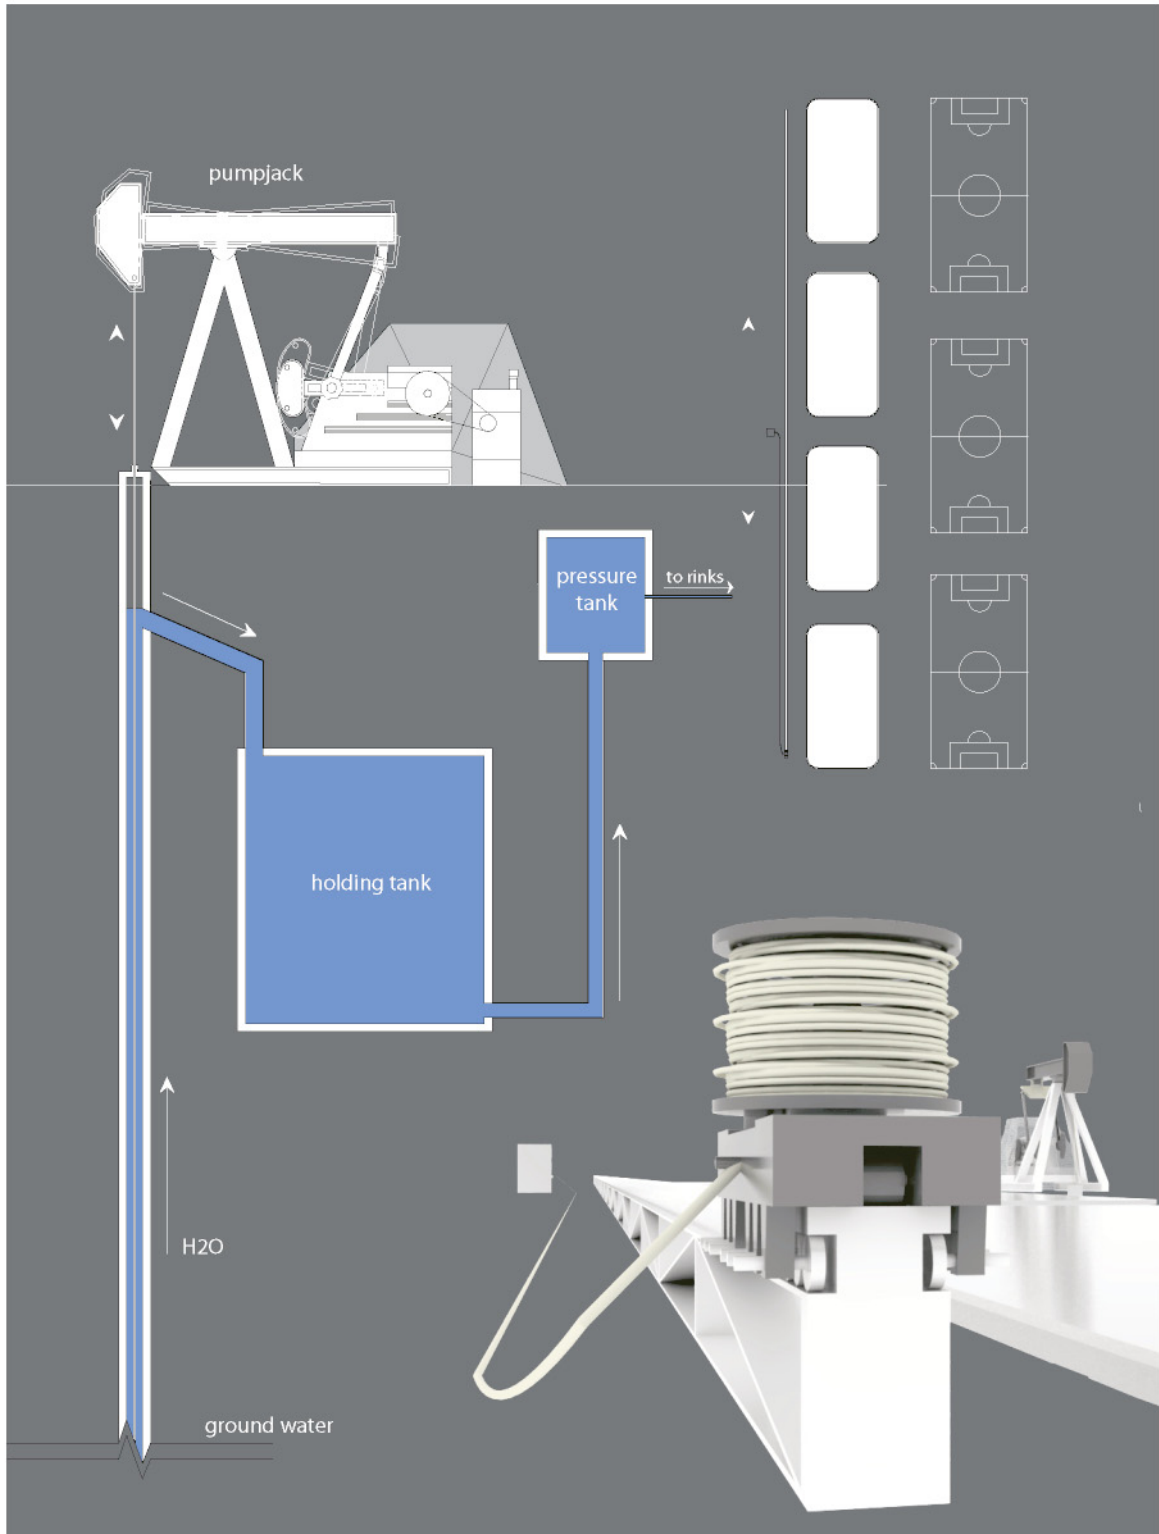 pumpjack
pressure
tank
to rinks
holding tank
H2O
ground water